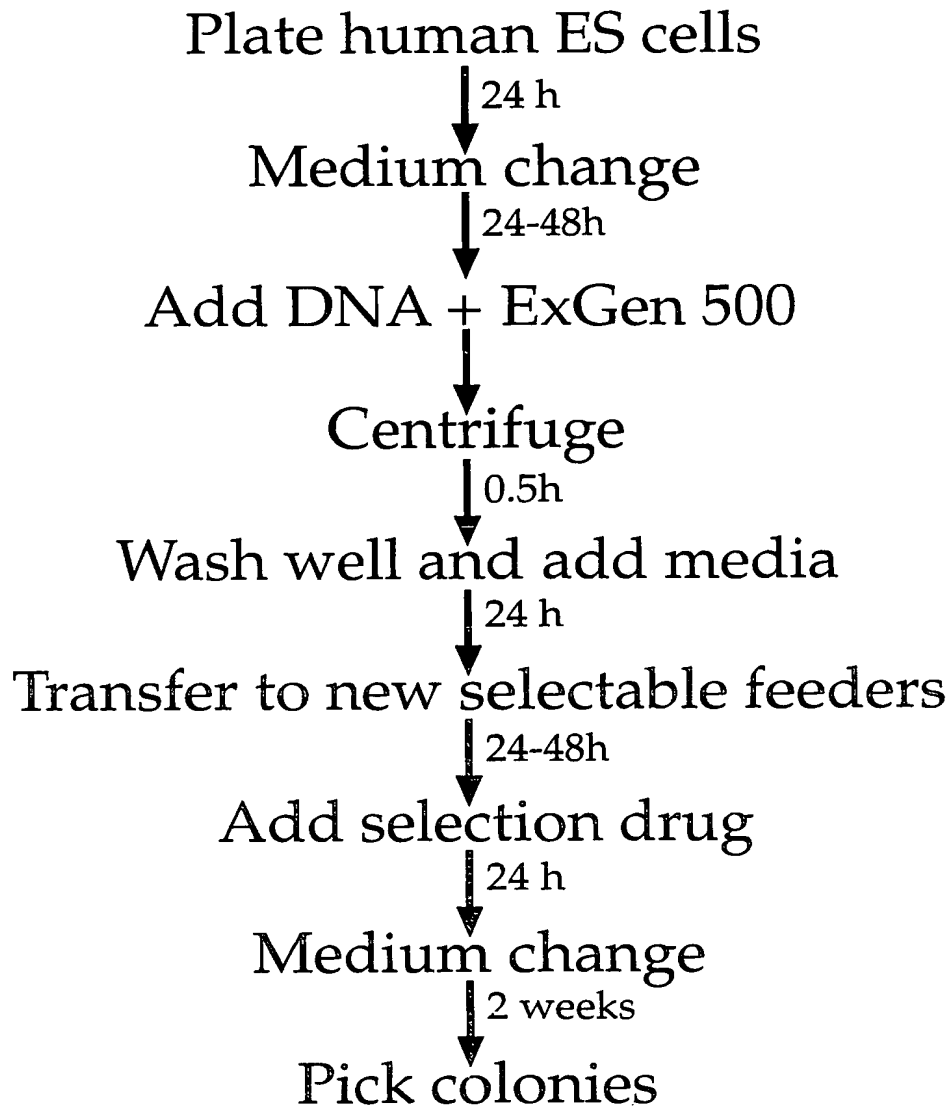 Plate human ES cells
24 h
Medium change
24-48h
Add DNA + ExGen 500
Centrifuge
0.5h
Wash well and add media
24 h
Transfer to new selectable feeders
24-48h
Add selection drug
24 h
Medium change
2 weeks
Pick colonies